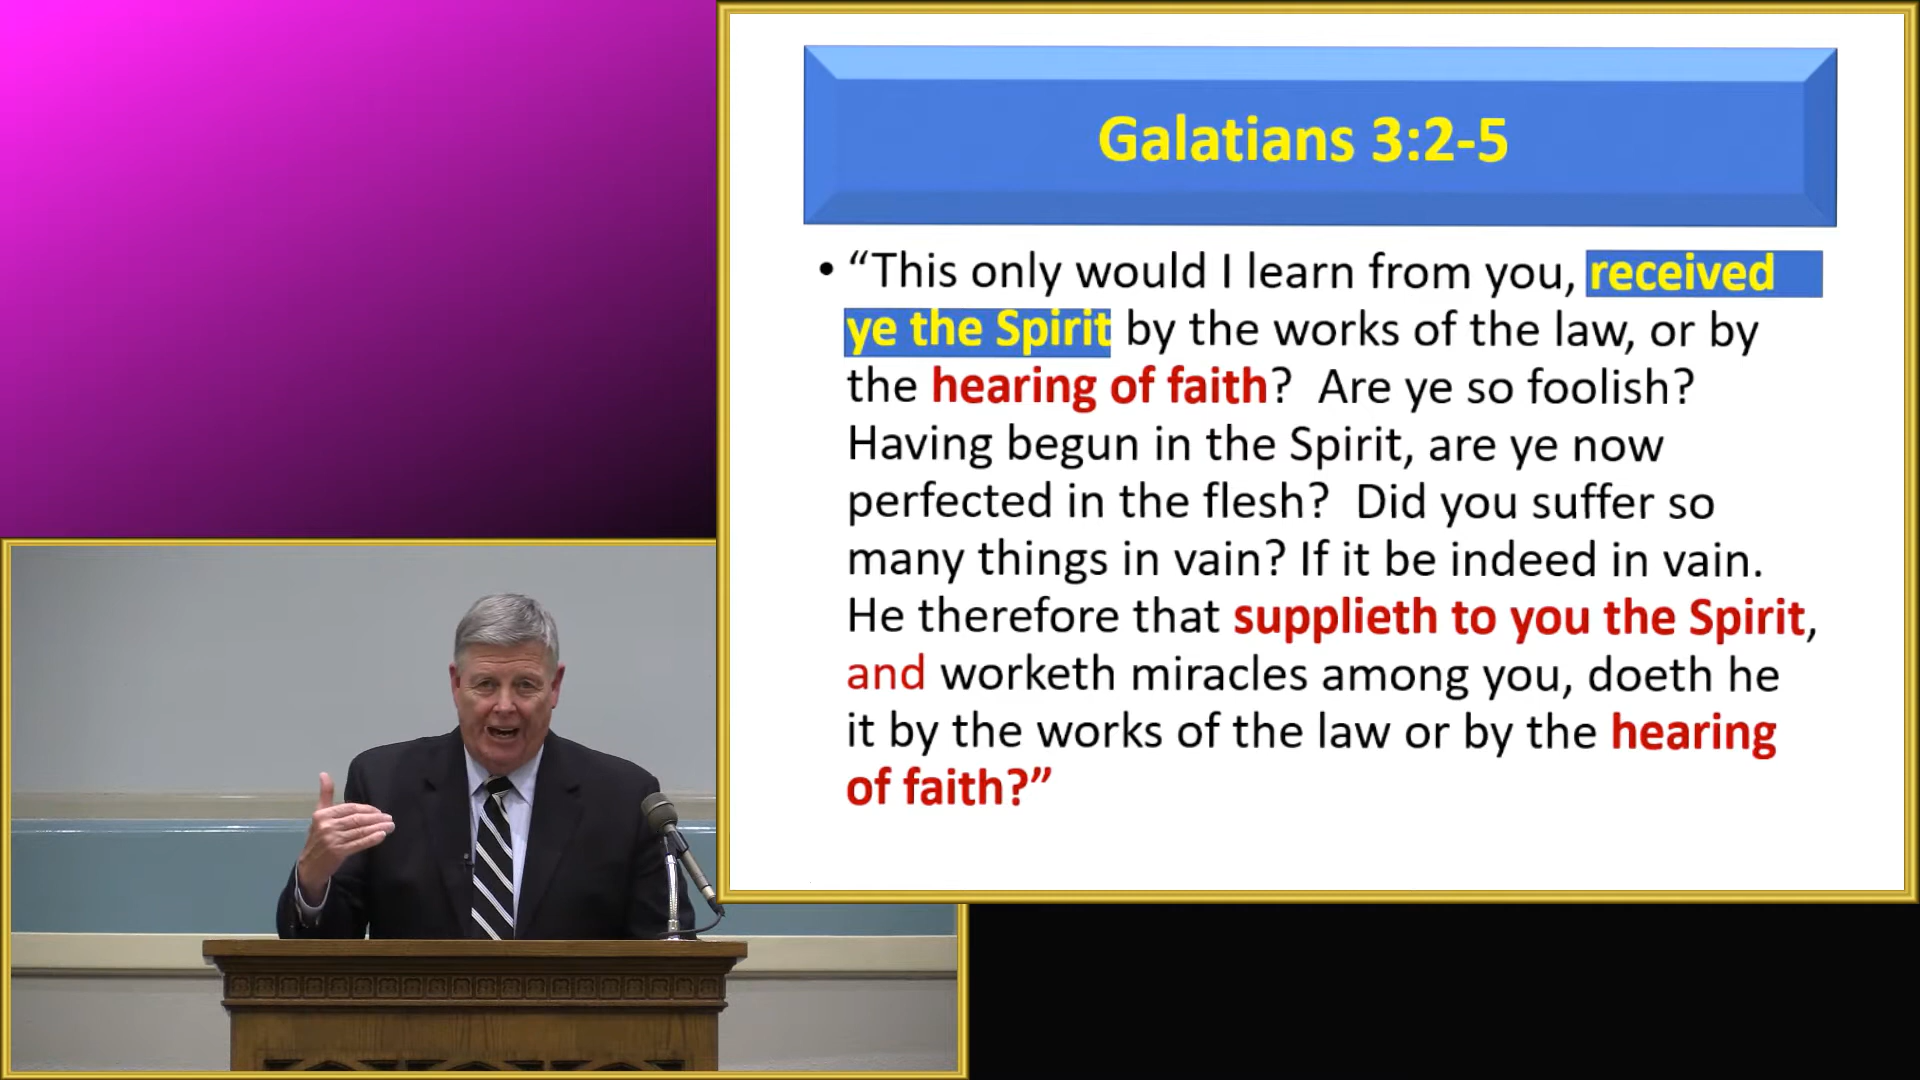 Galatians 3:2-5
• “This only would I learn from you, received
ye the Spirit by the works of the law, or by
the hearing of faith?  Are ye so foolish?
Having begun in the Spirit, are ye now
perfected in the flesh?  Did you suffer so
many things in vain? If it be indeed in vain.
He therefore that supplieth to you the Spirit,
and worketh miracles among you, doeth he
it by the works of the law or by the hearing
of faith?”